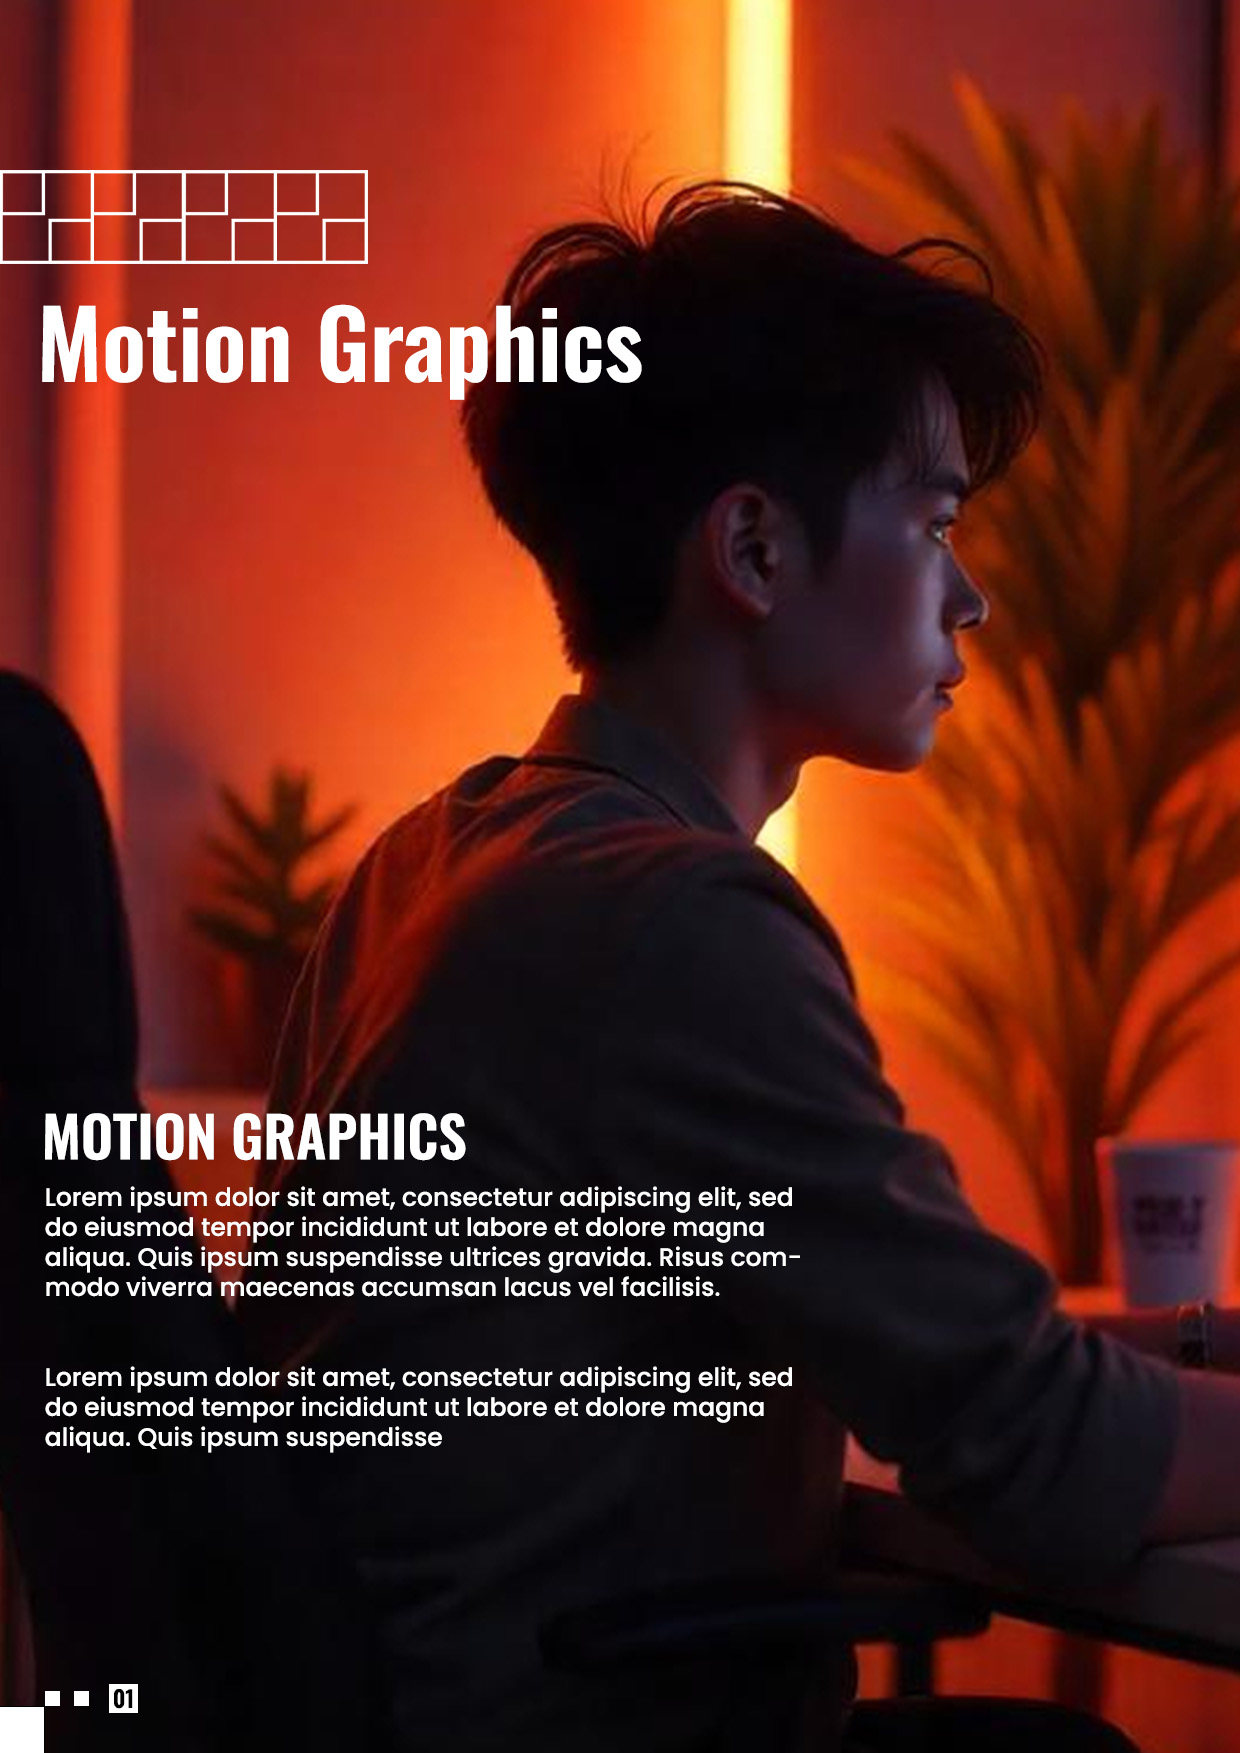 Motion Graphics
MOTION GRAPHICS
Lorem ipsum dolor sit amet, consectetur adipiscing elit, sed
do eiusmod tempor incididunt ut labore et dolore magna
aliqua. Quis ipsum suspendisse ultrices gravida. Risus com-
modo viverra maecenas accumsan lacus vel facilisis.
Lorem ipsum dolor sit amet, consectetur adipiscing elit, sed
do eiusmod tempor incididunt ut labore et dolore magna
aliqua. Quis ipsum suspendisse
01